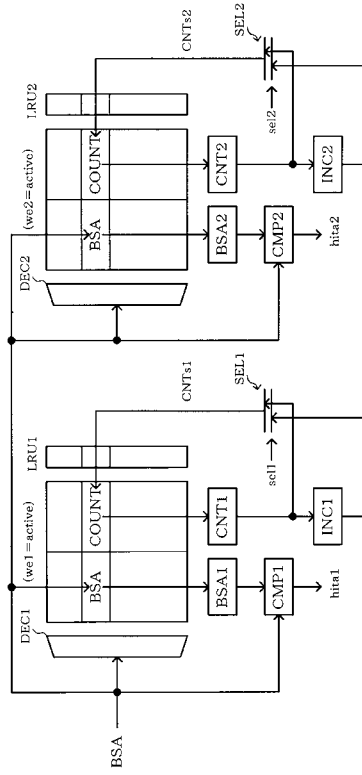 BSA
DEC1
(we1=active)
LRU1
BSA
COUNT
BSA1
CNT1
CMP1
hita1
INC1
sel1
SEL1
CNTs1
DEC2
(we2=active)
LRU2
BSA
COUNT
BSA2
CNT2
CMP2
hita2
INC2
sel2
SEL2
CNTs2